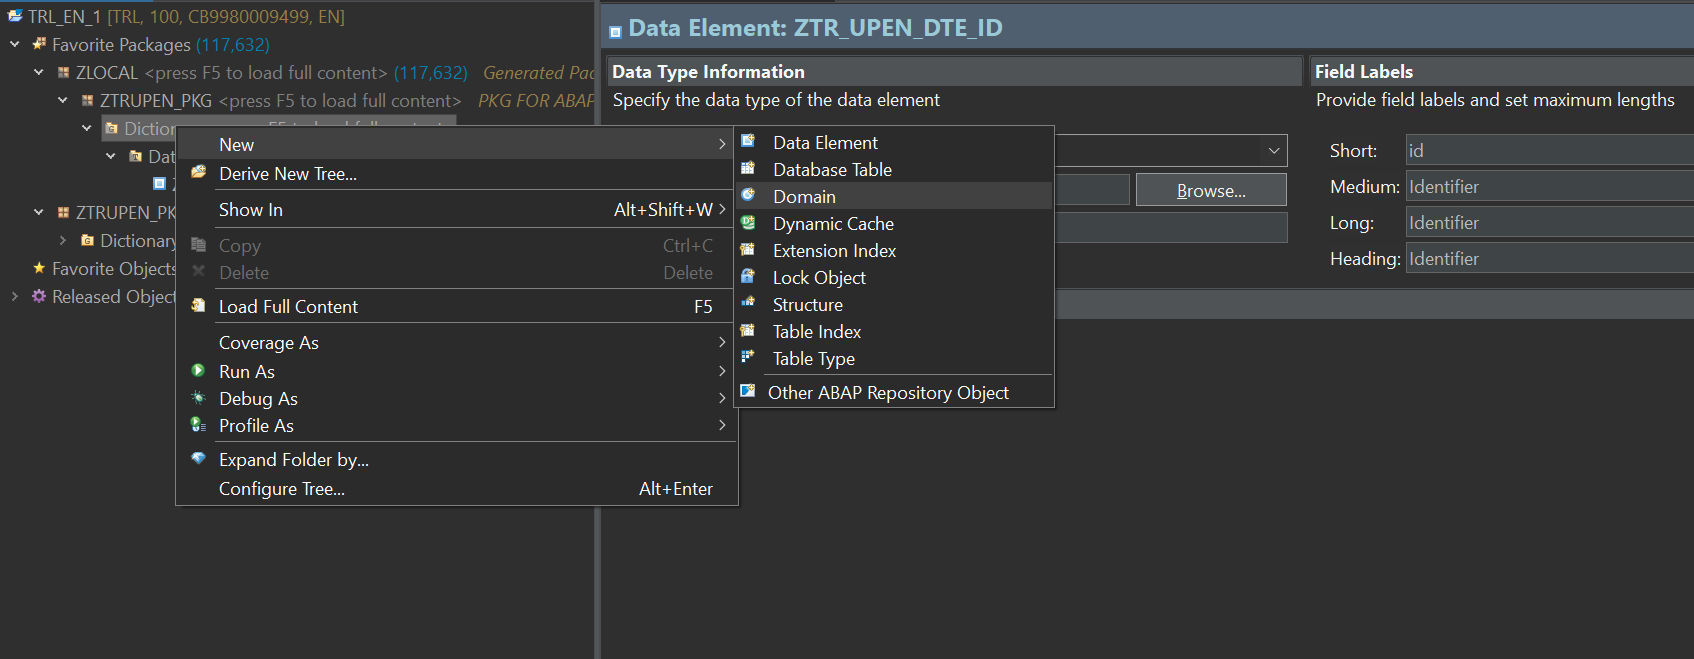 TRL_EN_1 [TRL, 100, CB9980009499, EN]
Favorite Packages (117,632)
ZLOCAL <press F5 to load full content> (117,632) Generated Pac
ZTRUPEN_PKG <press F5 to load full content> PKG FOR ABAP
Diction
Dat
ZTRUPEN_PK
Dictionary
Favorite Objects
Released Object
New
Derive New Tree...
Show In Alt+Shift+W
Copy Ctrl+C
Delete Delete
Load Full Content F5
Coverage As
Run As
Debug As
Profile As
Expand Folder by...
Configure Tree... Alt+Enter
Data Element
Database Table
Domain
Dynamic Cache
Extension Index
Lock Object
Structure
Table Index
Table Type
Other ABAP Repository Object
Data Element: ZTR_UPEN_DTE_ID
Data Type Information
Specify the data type of the data element
Browse...
Field Labels
Provide field labels and set maximum lengths
Short: id
Medium: Identifier
Long: Identifier
Heading: Identifier